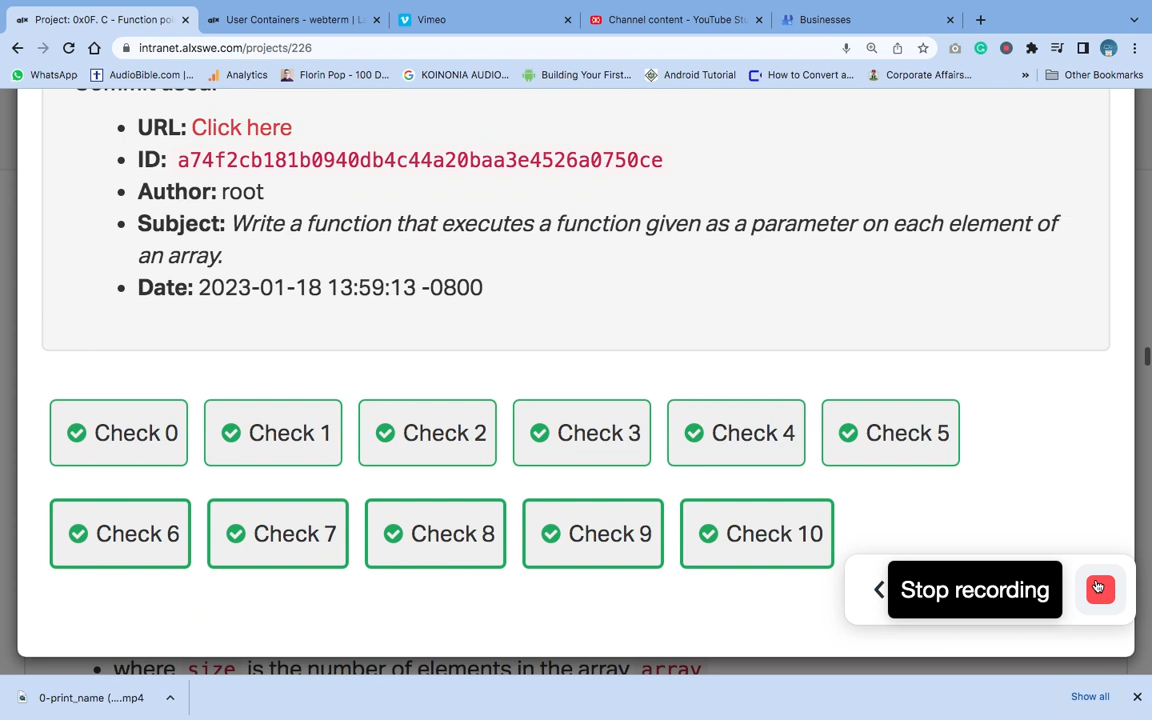 Project: 0x0F. C - Function poi
User Containers - webterm | L
Vimeo
Channel content - YouTube Stu
Businesses
intranet.alxswe.com/projects/226
WhatsApp
AudioBible.com |...
Analytics
Florin Pop - 100 D...
KOINONIA AUDIO...
Building Your First...
Android Tutorial
How to Convert a...
Corporate Affairs...
»
Other Bookmarks
Commit used:
• URL: Click here
• ID: a74f2cb181b0940db4c44a20baa3e4526a0750ce
• Author: root
• Subject: Write a function that executes a function given as a parameter on each element of
an array.
• Date: 2023-01-18 13:59:13 -0800
Check 0
Check 1
Check 2
Check 3
Check 4
Check 5
Check 6
Check 7
Check 8
Check 9
Check 10
Stop recording
• where size is the number of elements in the array array
0-print_name (....mp4
Show all